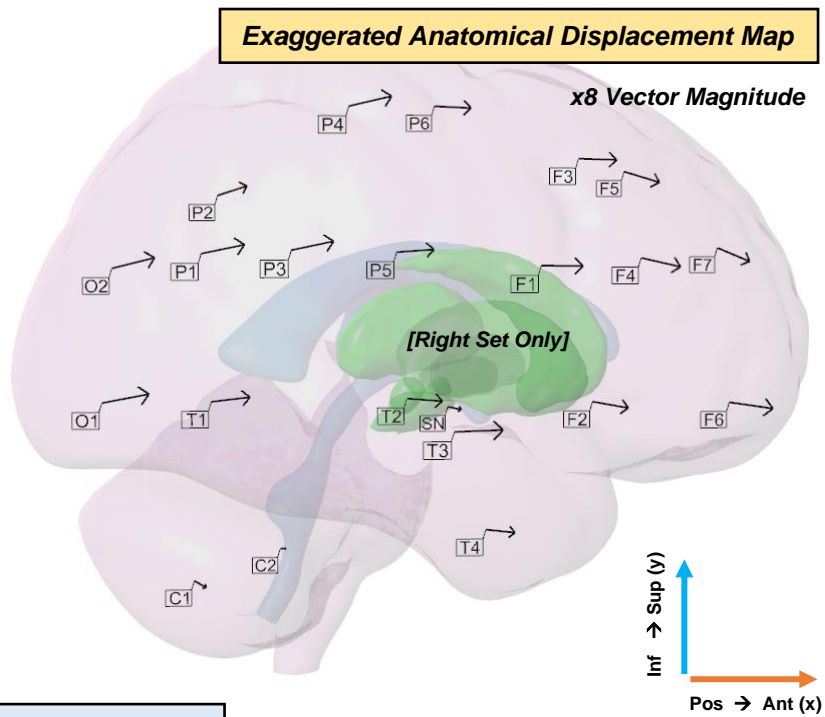 Exaggerated Anatomical Displacement Map
x8 Vector Magnitude
P4
P6
F3
F5
P2
O2
P1
P3
P5
F1
F4
F7
[Right Set Only]
O1
T1
T2
SN
F2
F6
T3
T4
C2
C1
Inf → Sup (y)
Pos → Ant (x)